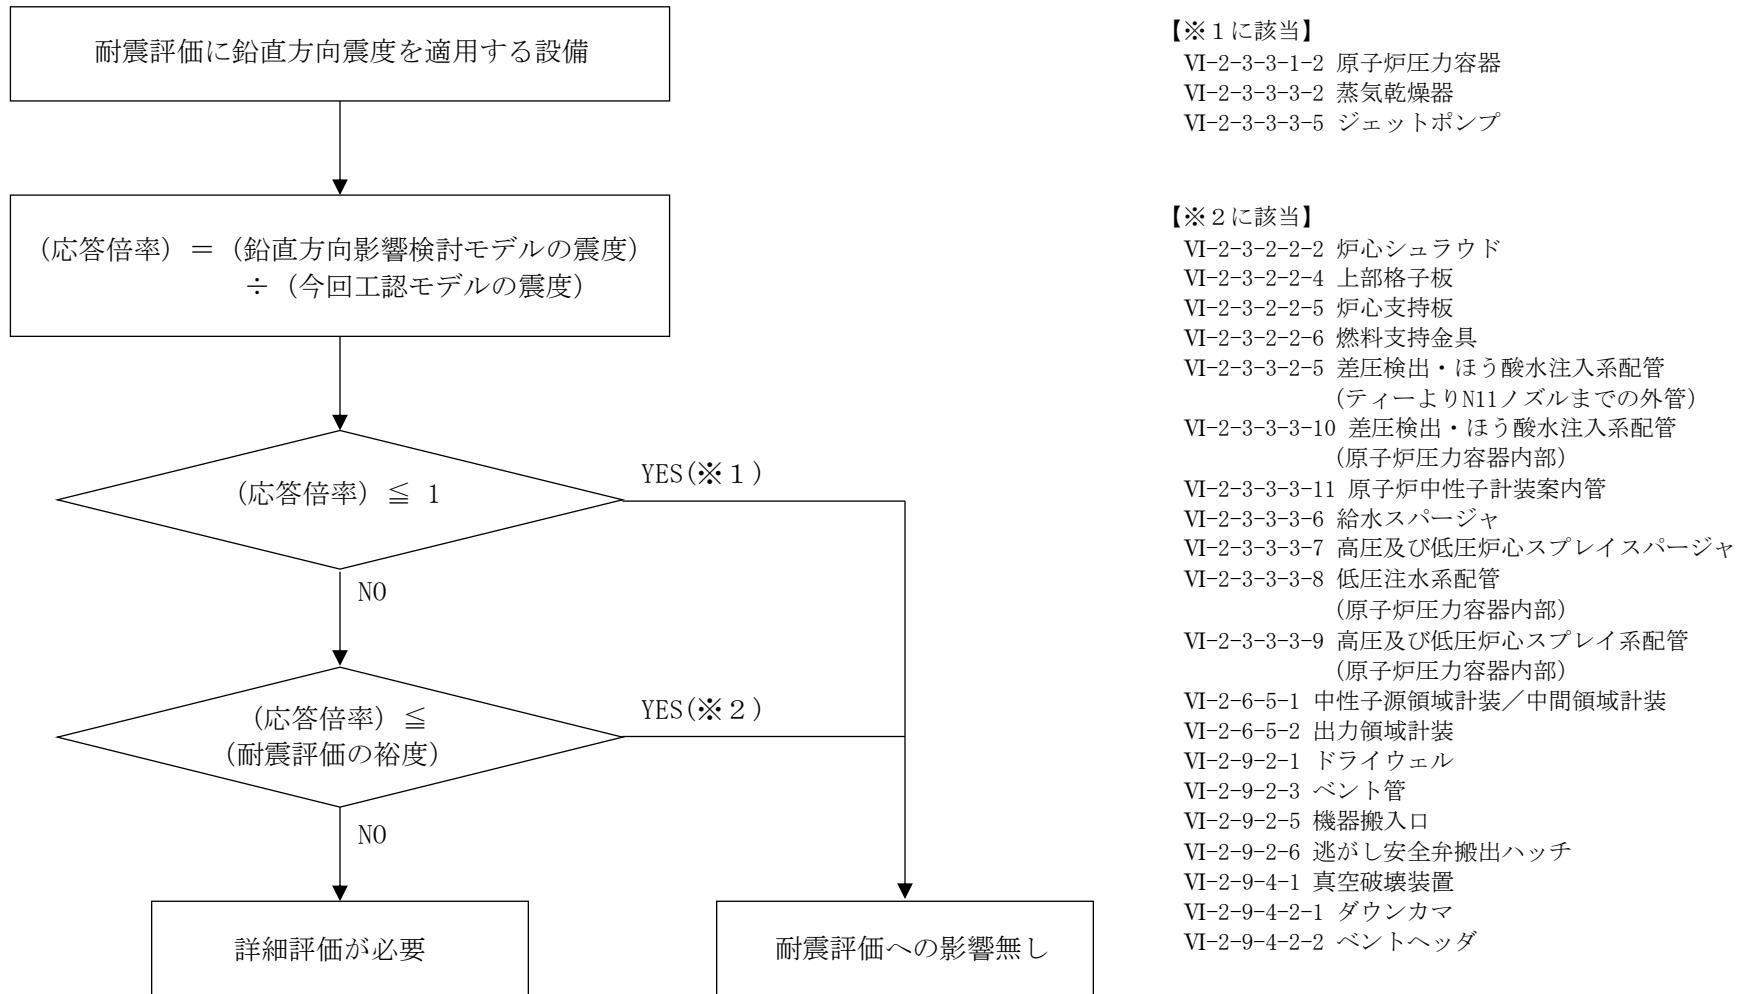 耐震評価に鉛直方向震度を適用する設備
(応答倍率) ＝ (鉛直方向影響検討モデルの震度)
÷ (今回工認モデルの震度)
(応答倍率) ≦ 1
YES(※１)
NO
(応答倍率) ≦
(耐震評価の裕度)
YES(※２)
NO
詳細評価が必要
耐震評価への影響無し
【※１に該当】
Ⅵ-2-3-3-1-2 原子炉圧力容器
Ⅵ-2-3-3-3-2 蒸気乾燥器
Ⅵ-2-3-3-3-5 ジェットポンプ
【※２に該当】
Ⅵ-2-3-2-2-2 炉心シュラウド
Ⅵ-2-3-2-2-4 上部格子板
Ⅵ-2-3-2-2-5 炉心支持板
Ⅵ-2-3-2-2-6 燃料支持金具
Ⅵ-2-3-3-2-5 差圧検出・ほう酸水注入系配管
(ティーよりN11ノズルまでの外管)
Ⅵ-2-3-3-3-10 差圧検出・ほう酸水注入系配管
(原子炉圧力容器内部)
Ⅵ-2-3-3-3-11 原子炉中性子計装案内管
Ⅵ-2-3-3-3-6 給水スパージャ
Ⅵ-2-3-3-3-7 高圧及び低圧炉心スプレイスパージャ
Ⅵ-2-3-3-3-8 低圧注水系配管
(原子炉圧力容器内部)
Ⅵ-2-3-3-3-9 高圧及び低圧炉心スプレイ系配管
(原子炉圧力容器内部)
Ⅵ-2-6-5-1 中性子源領域計装／中間領域計装
Ⅵ-2-6-5-2 出力領域計装
Ⅵ-2-9-2-1 ドライウェル
Ⅵ-2-9-2-3 ベント管
Ⅵ-2-9-2-5 機器搬入口
Ⅵ-2-9-2-6 逃がし安全弁搬出ハッチ
Ⅵ-2-9-4-1 真空破壊装置
Ⅵ-2-9-4-2-1 ダウンカマ
Ⅵ-2-9-4-2-2 ベントヘッダ